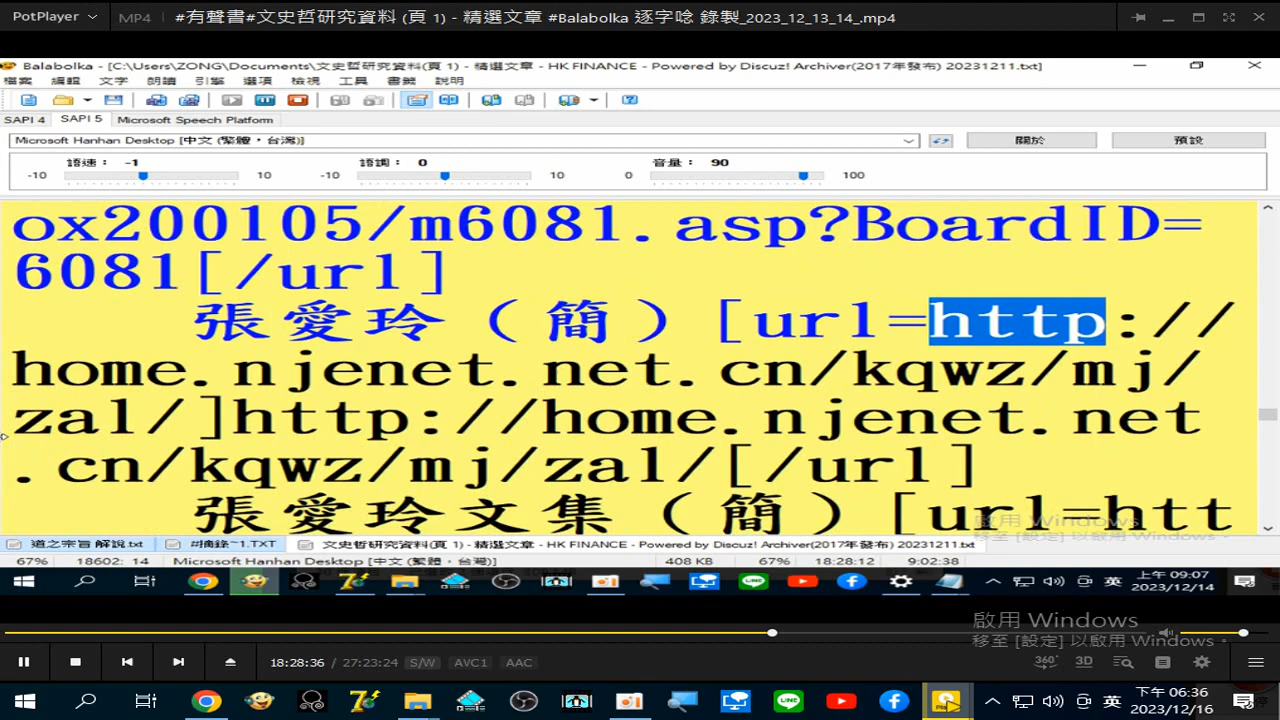 PotPlayer
MP4
#有聲書#文史哲研究資料 (頁 1) - 精選文章 #Balabolka 逐字唸 錄製_2023_12_13_14_.mp4
Balabolka - [C:\Users\ZONG\Documents\文史哲研究資料(頁 1) - 精選文章 - HK FINANCE - Powered by Discuz! Archiver(2017年發布) 20231211.txt]
檔案 編輯 文字 朗讀 引擎 選項 檢視 工具 書籤 說明
SAPI 4 SAPI 5 Microsoft Speech Platform
Microsoft Hanhan Desktop [中文 (繁體，台灣)]
關於 預設
語速： -1 語調： 0 音量： 90
-10 10 -10 10 0 100
ox200105/m6081.asp?BoardID=
6081[/url]
張愛玲（簡）[url=http://
home.njenet.net.cn/kqwz/mj/
zal/]http://home.njenet.net
.cn/kqwz/mj/zal/[/url]
張愛玲文集（簡）[url=htt
啟用 Windows
移至 [設定] 以啟用 Windows。
道之宗旨 解說.txt #摘錄~1.TXT 文史哲研究資料(頁 1) - 精選文章 - HK FINANCE - Powered by Discuz! Archiver(2017年發布) 20231211.txt
67% 18602: 14 Microsoft Hanhan Desktop [中文 (繁體，台灣)] 408 KB 67% 18:28:12 9:02:38
英 上午 09:07
2023/12/14
啟用 Windows
移至 [設定] 以啟用 Windows。
18:28:36 / 27:23:24 S/W AVC1 AAC
360° 3D
英 下午 06:36
2023/12/16